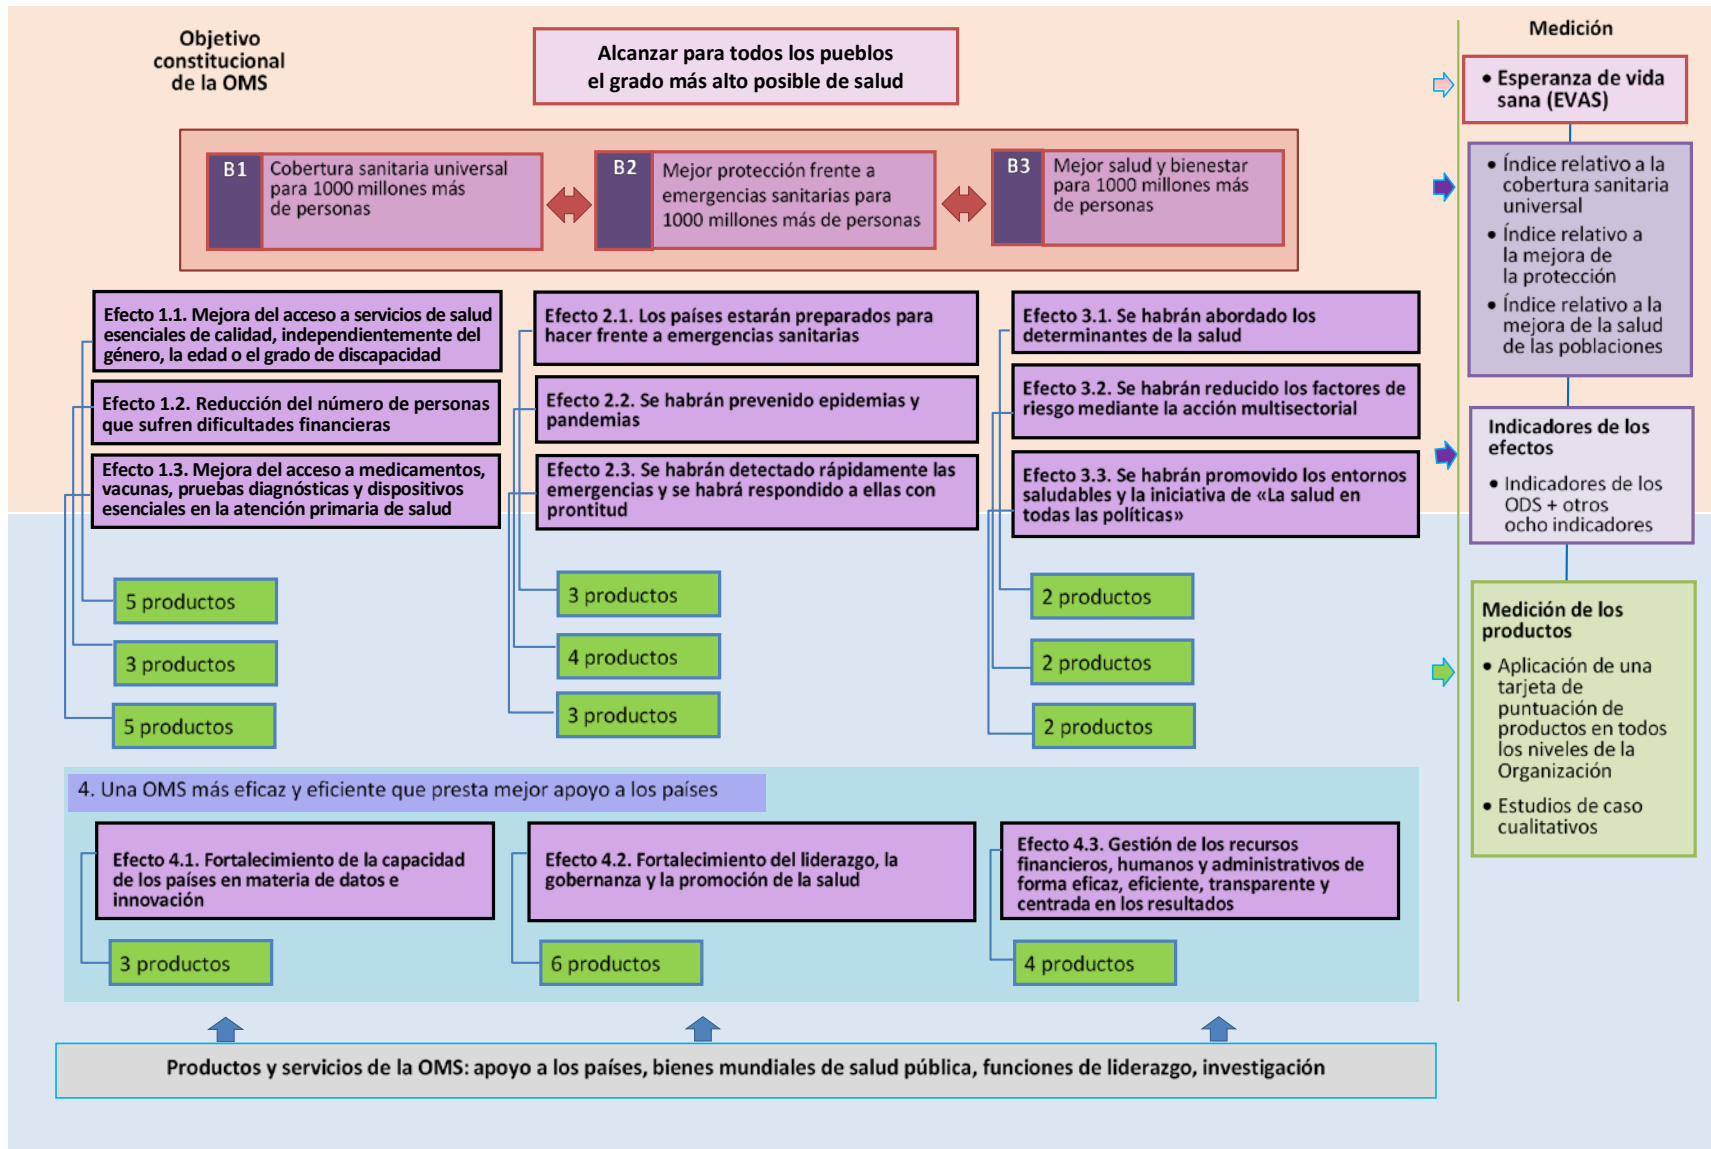 Objetivo
constitucional
de la OMS
Alcanzar para todos los pueblos
el grado más alto posible de salud
Medición
• Esperanza de vida
sana (EVAS)
B1
Cobertura sanitaria universal
para 1000 millones más
de personas
B2
Mejor protección frente a
emergencias sanitarias para
1000 millones más de personas
B3
Mejor salud y bienestar
para 1000 millones más
de personas
• Índice relativo a la
cobertura sanitaria
universal
• Índice relativo a
la mejora de
la protección
• Índice relativo a la
mejora de la salud
de las poblaciones
Efecto 1.1. Mejora del acceso a servicios de salud
esenciales de calidad, independientemente del
género, la edad o el grado de discapacidad
Efecto 1.2. Reducción del número de personas
que sufren dificultades financieras
Efecto 1.3. Mejora del acceso a medicamentos,
vacunas, pruebas diagnósticas y dispositivos
esenciales en la atención primaria de salud
Efecto 2.1. Los países estarán preparados para
hacer frente a emergencias sanitarias
Efecto 2.2. Se habrán prevenido epidemias y
pandemias
Efecto 2.3. Se habrán detectado rápidamente las
emergencias y se habrá respondido a ellas con
prontitud
Efecto 3.1. Se habrán abordado los
determinantes de la salud
Efecto 3.2. Se habrán reducido los factores de
riesgo mediante la acción multisectorial
Efecto 3.3. Se habrán promovido los entornos
saludables y la iniciativa de «La salud en
todas las políticas»
Indicadores de los
efectos
• Indicadores de los
ODS + otros
ocho indicadores
5 productos
3 productos
5 productos
3 productos
4 productos
3 productos
2 productos
2 productos
2 productos
Medición de los
productos
• Aplicación de una
tarjeta de
puntuación de
productos en todos
los niveles de la
Organización
• Estudios de caso
cualitativos
4. Una OMS más eficaz y eficiente que presta mejor apoyo a los países
Efecto 4.1. Fortalecimiento de la capacidad
de los países en materia de datos e
innovación
Efecto 4.2. Fortalecimiento del liderazgo, la
gobernanza y la promoción de la salud
Efecto 4.3. Gestión de los recursos
financieros, humanos y administrativos de
forma eficaz, eficiente, transparente y
centrada en los resultados
3 productos
6 productos
4 productos
Productos y servicios de la OMS: apoyo a los países, bienes mundiales de salud pública, funciones de liderazgo, investigación